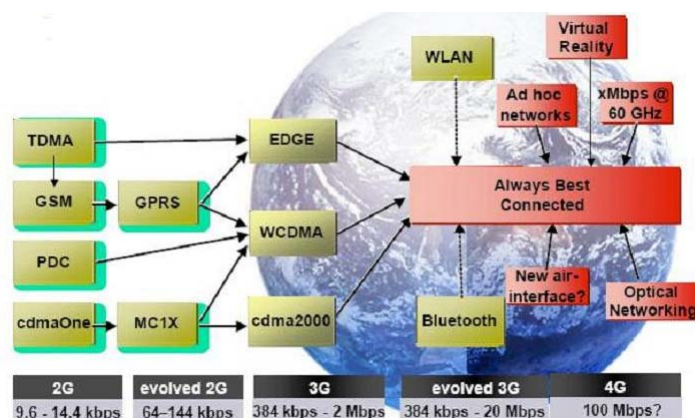 Virtual
Reality
WLAN
Ad hoc
networks
xMbps @
60 GHz
TDMA
EDGE
GSM
GPRS
Always Best
Connected
WCDMA
PDC
New air-
interface?
Optical
Networking
cdmaOne
MC1X
cdma2000
Bluetooth
2G
evolved 2G
3G
evolved 3G
4G
9.6 - 14.4 kbps
64–144 kbps
384 kbps - 2 Mbps
384 kbps - 20 Mbps
100 Mbps?